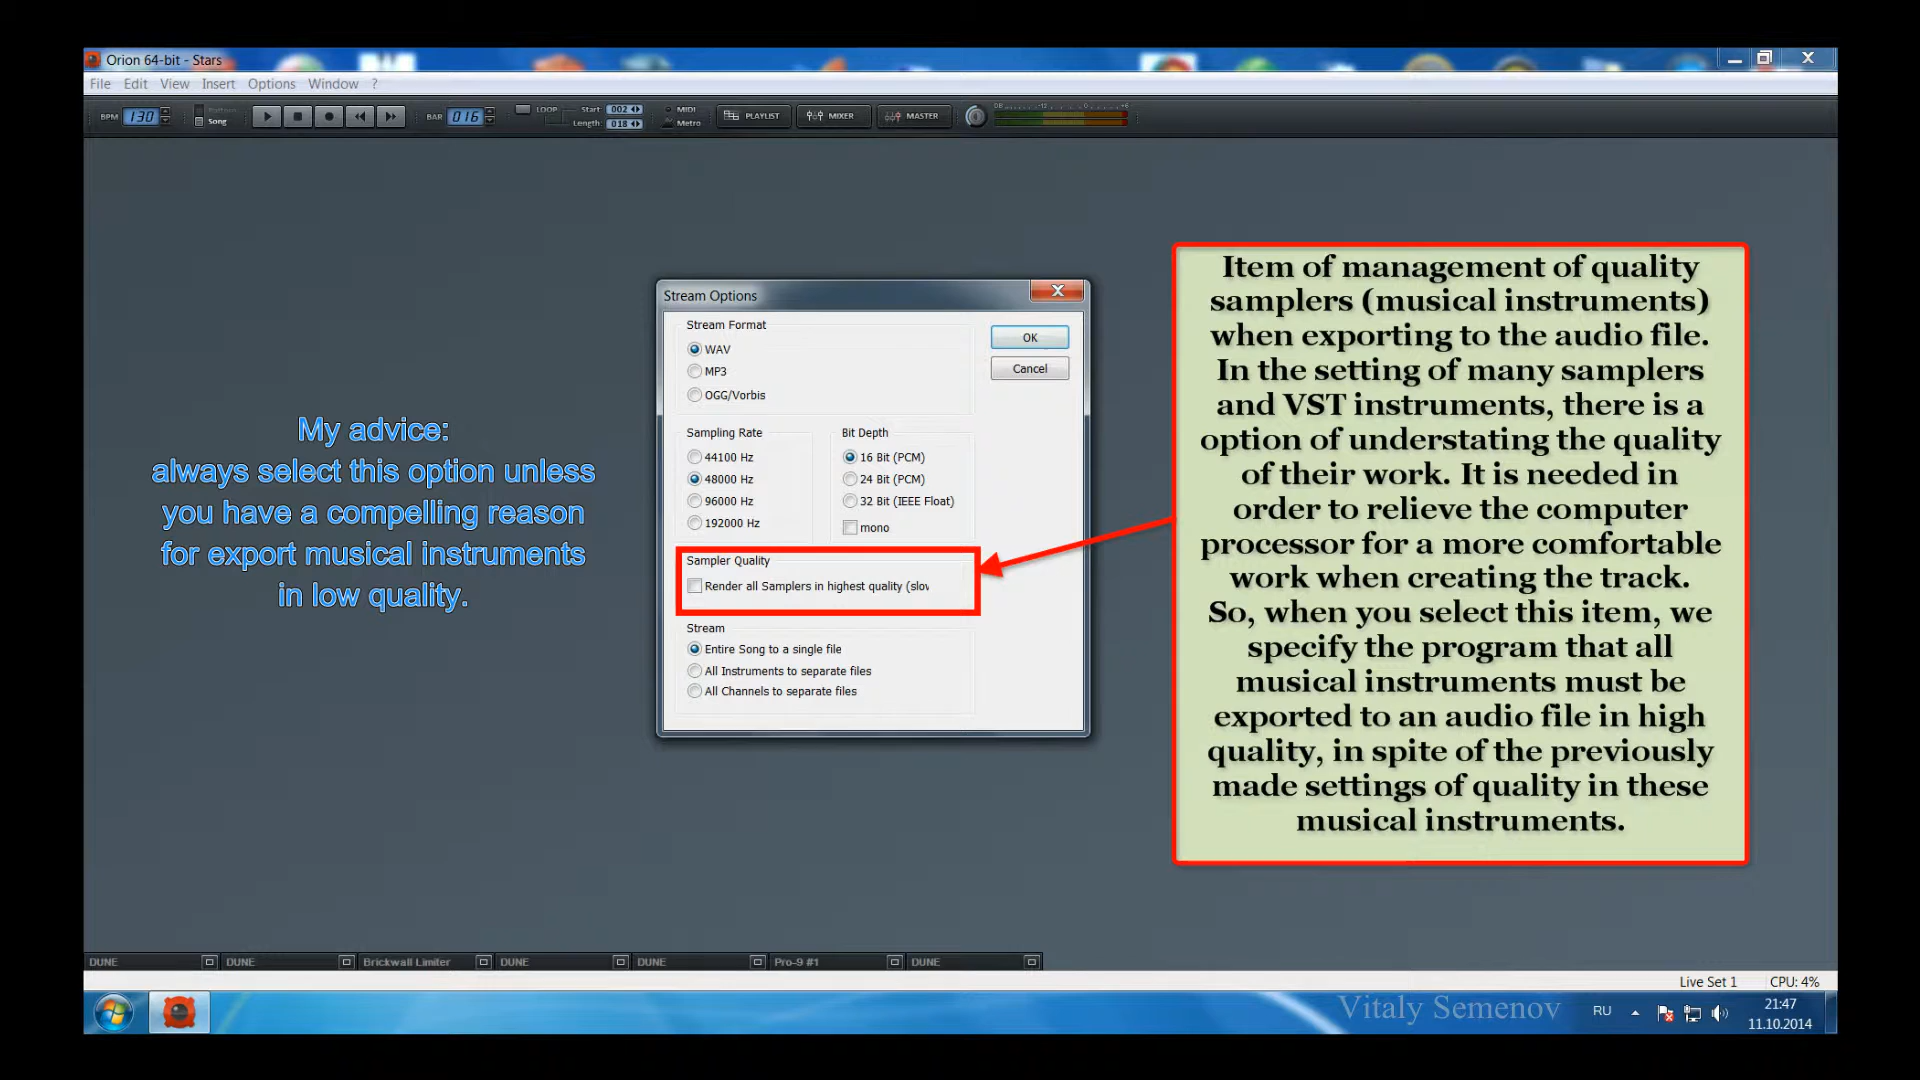 Orion 64-bit - Stars
File Edit View Insert Options Window ?
BPM 130 Song BAR 016 LOOP Start: 002 Length: 018 MIDI Metro PLAYLIST MIXER MASTER
Stream Options
Stream Format
WAV
MP3
OGG/Vorbis
OK
Cancel
Sampling Rate
44100 Hz
48000 Hz
96000 Hz
192000 Hz
Bit Depth
16 Bit (PCM)
24 Bit (PCM)
32 Bit (IEEE Float)
mono
Sampler Quality
Render all Samplers in highest quality (slov
Stream
Entire Song to a single file
All Instruments to separate files
All Channels to separate files
My advice:
always select this option unless
you have a compelling reason
for export musical instruments
in low quality.
Item of management of quality
samplers (musical instruments)
when exporting to the audio file.
In the setting of many samplers
and VST instruments, there is a
option of understating the quality
of their work. It is needed in
order to relieve the computer
processor for a more comfortable
work when creating the track.
So, when you select this item, we
specify the program that all
musical instruments must be
exported to an audio file in high
quality, in spite of the previously
made settings of quality in these
musical instruments.
DUNE DUNE Brickwall Limiter DUNE DUNE Pro-9 #1 DUNE
Live Set 1 CPU: 4%
Vitaly Semenov
RU
21:47
11.10.2014